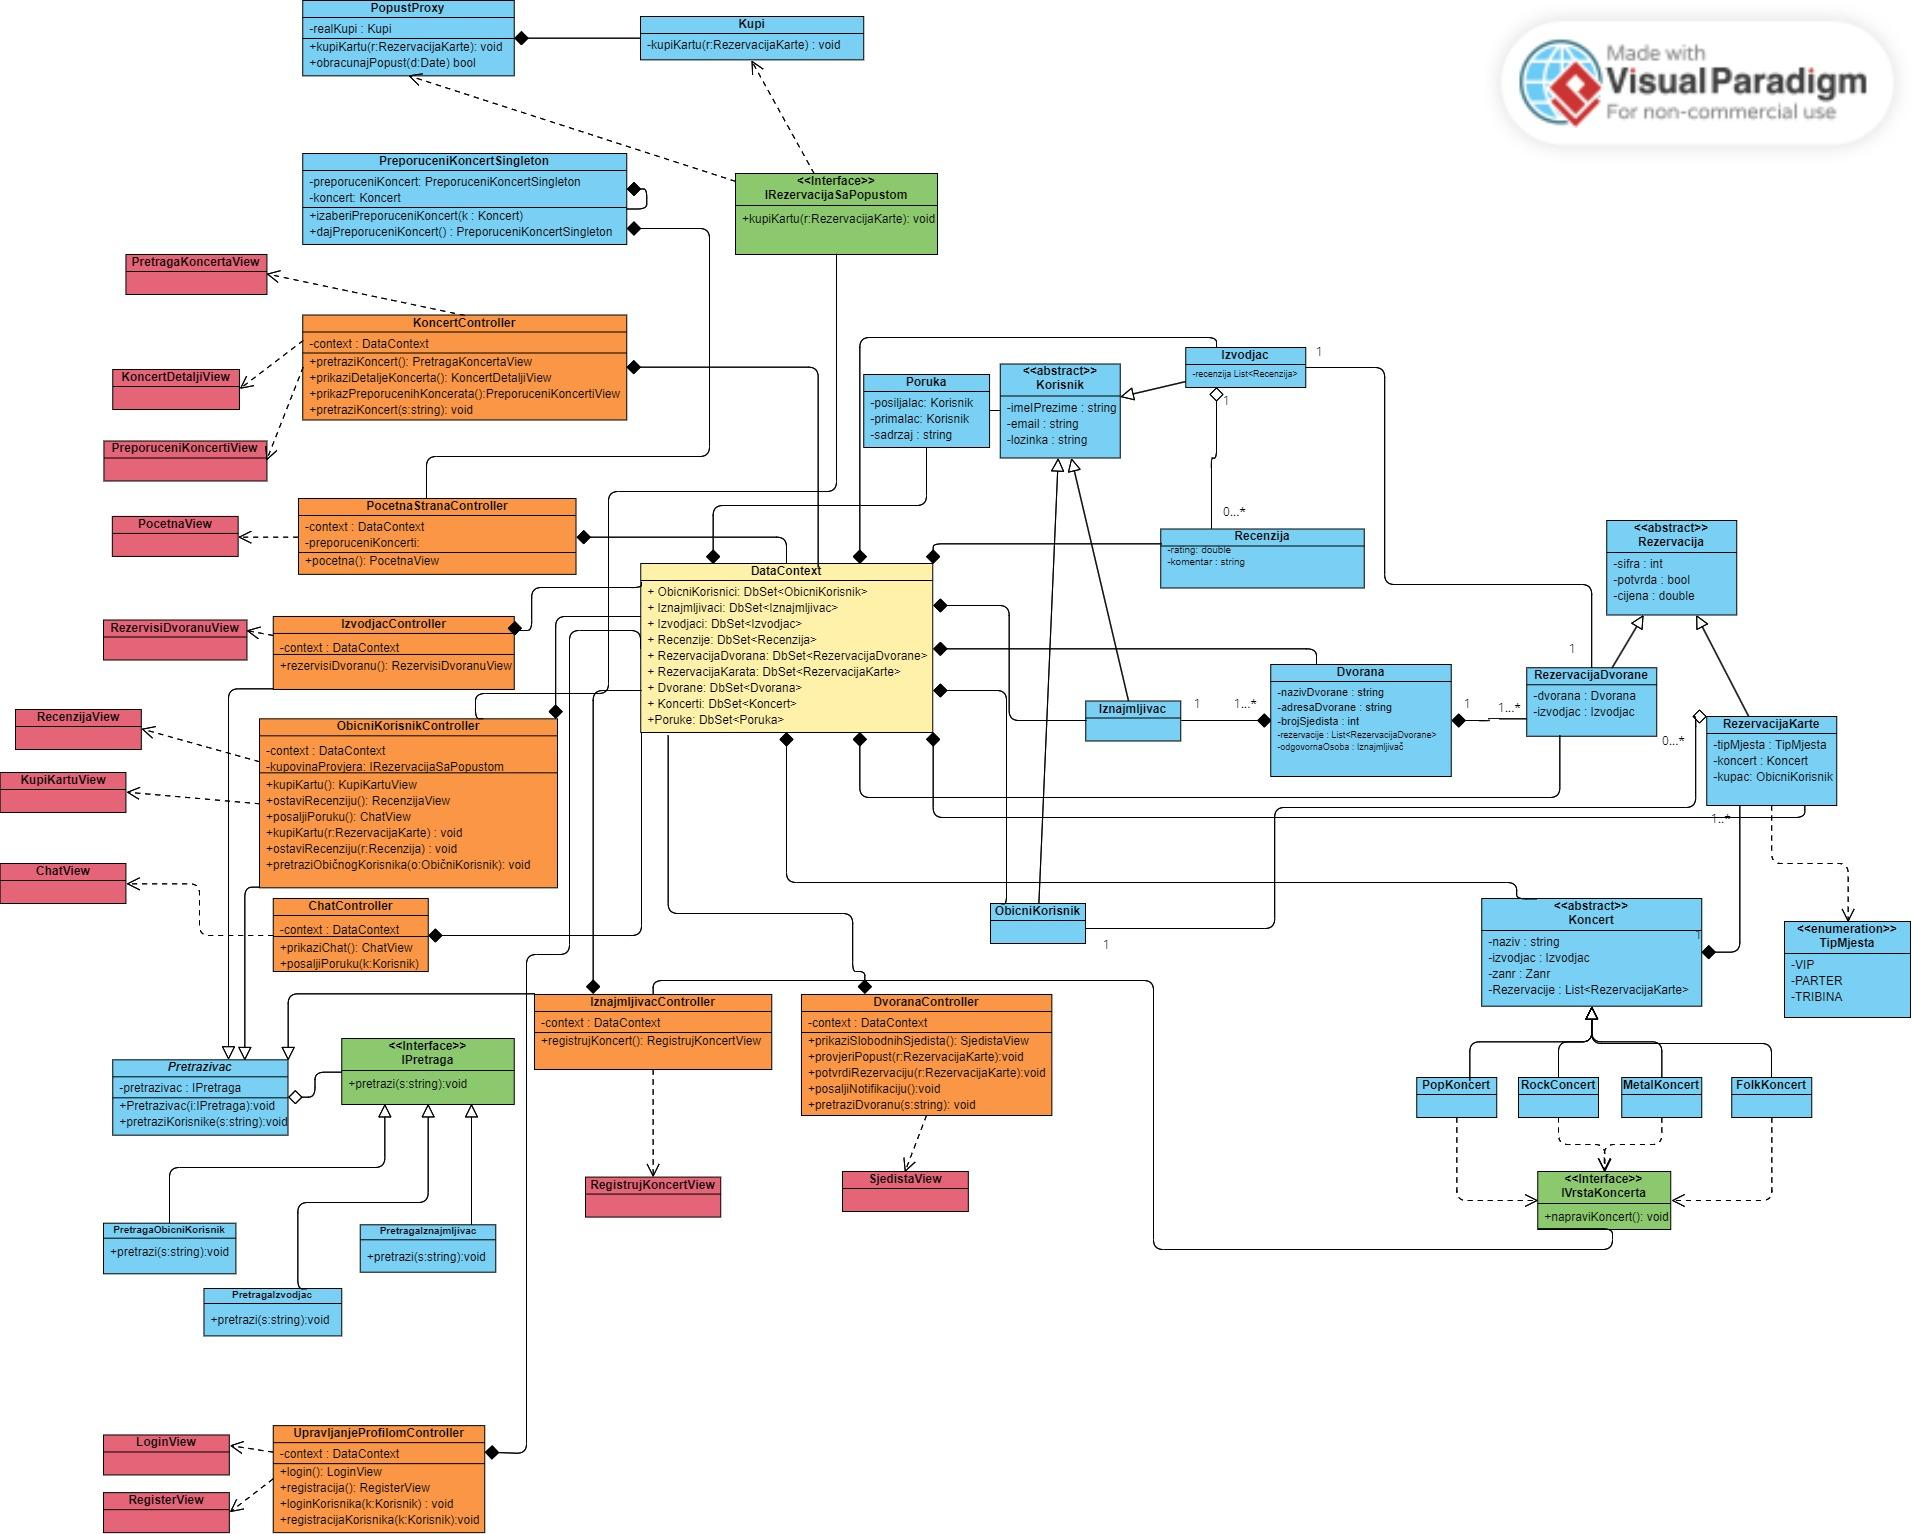 PopustProxy
-realKupi : Kupi
+kupiKartu(r:RezervacijaKarte): void
+obracunajPopust(d:Date) bool
Kupi
-kupiKartu(r:RezervacijaKarte) : void
Made with
Visual Paradigm
For non-commercial use
PreporuceniKoncertSingleton
-preporuceniKoncert: PreporuceniKoncertSingleton
-koncert: Koncert
+izaberiPreporuceniKoncert(k : Koncert)
+dajPreporuceniKoncert() : PreporuceniKoncertSingleton
<<Interface>>
IRezervacijaSaPopustom
+kupiKartu(r:RezervacijaKarte): void
PretragaKoncertaView
KoncertController
-context : DataContext
+pretraziKoncert(): PretragaKoncertaView
+prikaziDetaljeKoncerta(): KoncertDetaljiView
+prikazPreporucenihKoncerata():PreporuceniKoncertiView
+pretraziKoncert(s:string): void
KoncertDetaljiView
PreporuceniKoncertiView
Poruka
-posiljalac: Korisnik
-primalac: Korisnik
-sadrzaj : string
<<abstract>>
Korisnik
-imeIPrezime : string
-email : string
-lozinka : string
Izvodjac
-recenzija List<Recenzija>
1
1
0...*
PocetnaStranaController
-context : DataContext
-preporuceniKoncerti:
+pocetna(): PocetnaView
PocetnaView
Recenzija
-rating: double
-komentar : string
<<abstract>>
Rezervacija
-sifra : int
-potvrda : bool
-cijena : double
DataContext
+ ObicniKorisnici: DbSet<ObicniKorisnik>
+ Iznajmljivaci: DbSet<Iznajmljivac>
+ Izvodjaci: DbSet<Izvodjac>
+ Recenzije: DbSet<Recenzija>
+ RezervacijaDvorana: DbSet<RezervacijaDvorane>
+ RezervacijaKarata: DbSet<RezervacijaKarte>
+ Dvorane: DbSet<Dvorana>
+ Koncerti: DbSet<Koncert>
+Poruke: DbSet<Poruka>
RezervisiDvoranuView
IzvodjacController
-context : DataContext
+rezervisiDvoranu(): RezervisiDvoranuView
1
Dvorana
-nazivDvorane : string
-adresaDvorane : string
-brojSjedista : int
-rezervacije : List<RezervacijaDvorane>
-odgovornaOsoba : Iznajmljivač
RezervacijaDvorane
-dvorana : Dvorana
-izvodjac : Izvodjac
Iznajmljivac
1
1...*
1
1...*
0...*
RezervacijaKarte
-tipMjesta : TipMjesta
-koncert : Koncert
-kupac: ObicniKorisnik
1..*
RecenzijaView
KupiKartuView
ObicniKorisnikController
-context : DataContext
-kupovinaProvjera: IRezervacijaSaPopustom
+kupiKartu(): KupiKartuView
+ostaviRecenziju(): RecenzijaView
+posaljiPoruku(): ChatView
+kupiKartu(r:RezervacijaKarte) : void
+ostaviRecenziju(r:Recenzija) : void
+pretraziObičnogKorisnika(o:ObičniKorisnik): void
ChatView
ChatController
-context : DataContext
+prikaziChat(): ChatView
+posaljiPoruku(k:Korisnik)
ObicniKorisnik
1
<<abstract>>
Koncert
-naziv : string
-izvodjac : Izvodjac
-zanr : Zanr
-Rezervacije : List<RezervacijaKarte>
1
<<enumeration>>
TipMjesta
-VIP
-PARTER
-TRIBINA
IznajmljivacController
-context : DataContext
+registrujKoncert(): RegistrujKoncertView
DvoranaController
-context : DataContext
+prikaziSlobodnihSjedista(): SjedistaView
+provjeriPopust(r:RezervacijaKarte):void
+potvrdiRezervaciju(r:RezervacijaKarte):void
+posaljiNotifikaciju():void
+pretraziDvoranu(s:string): void
Pretrazivac
-pretrazivac : IPretraga
+Pretrazivac(i:IPretraga):void
+pretraziKorisnike(s:string):void
<<Interface>>
IPretraga
+pretrazi(s:string):void
PopKoncert
RockConcert
MetalKoncert
FolkKoncert
RegistrujKoncertView
SjedistaView
<<Interface>>
IVrstaKoncerta
+napraviKoncert(): void
PretragaObicniKorisnik
+pretrazi(s:string):void
PretragaIznajmljivac
+pretrazi(s:string):void
PretragaIzvodjac
+pretrazi(s:string):void
LoginView
RegisterView
UpravljanjeProfilomController
-context : DataContext
+login(): LoginView
+registracija(): RegisterView
+loginKorisnika(k:Korisnik) : void
+registracijaKorisnika(k:Korisnik):void